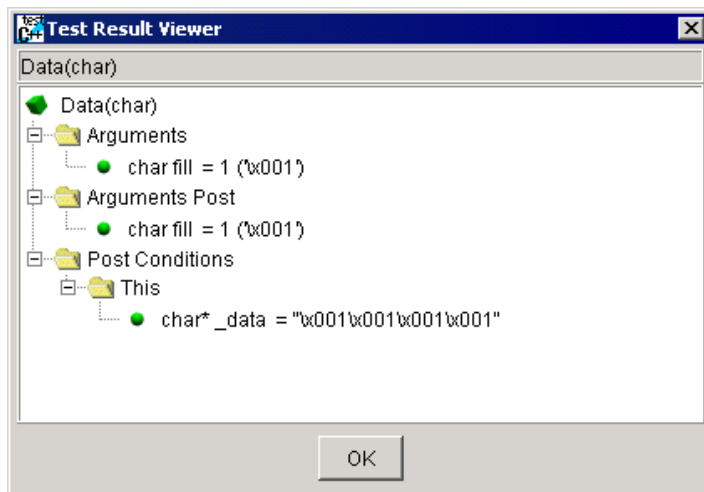 test
C++
Test Result Viewer
Data(char)
Data(char)
Arguments
char fill = 1 ('\x001')
Arguments Post
char fill = 1 ('\x001')
Post Conditions
This
char* _data = "\x001\x001\x001\x001"
OK